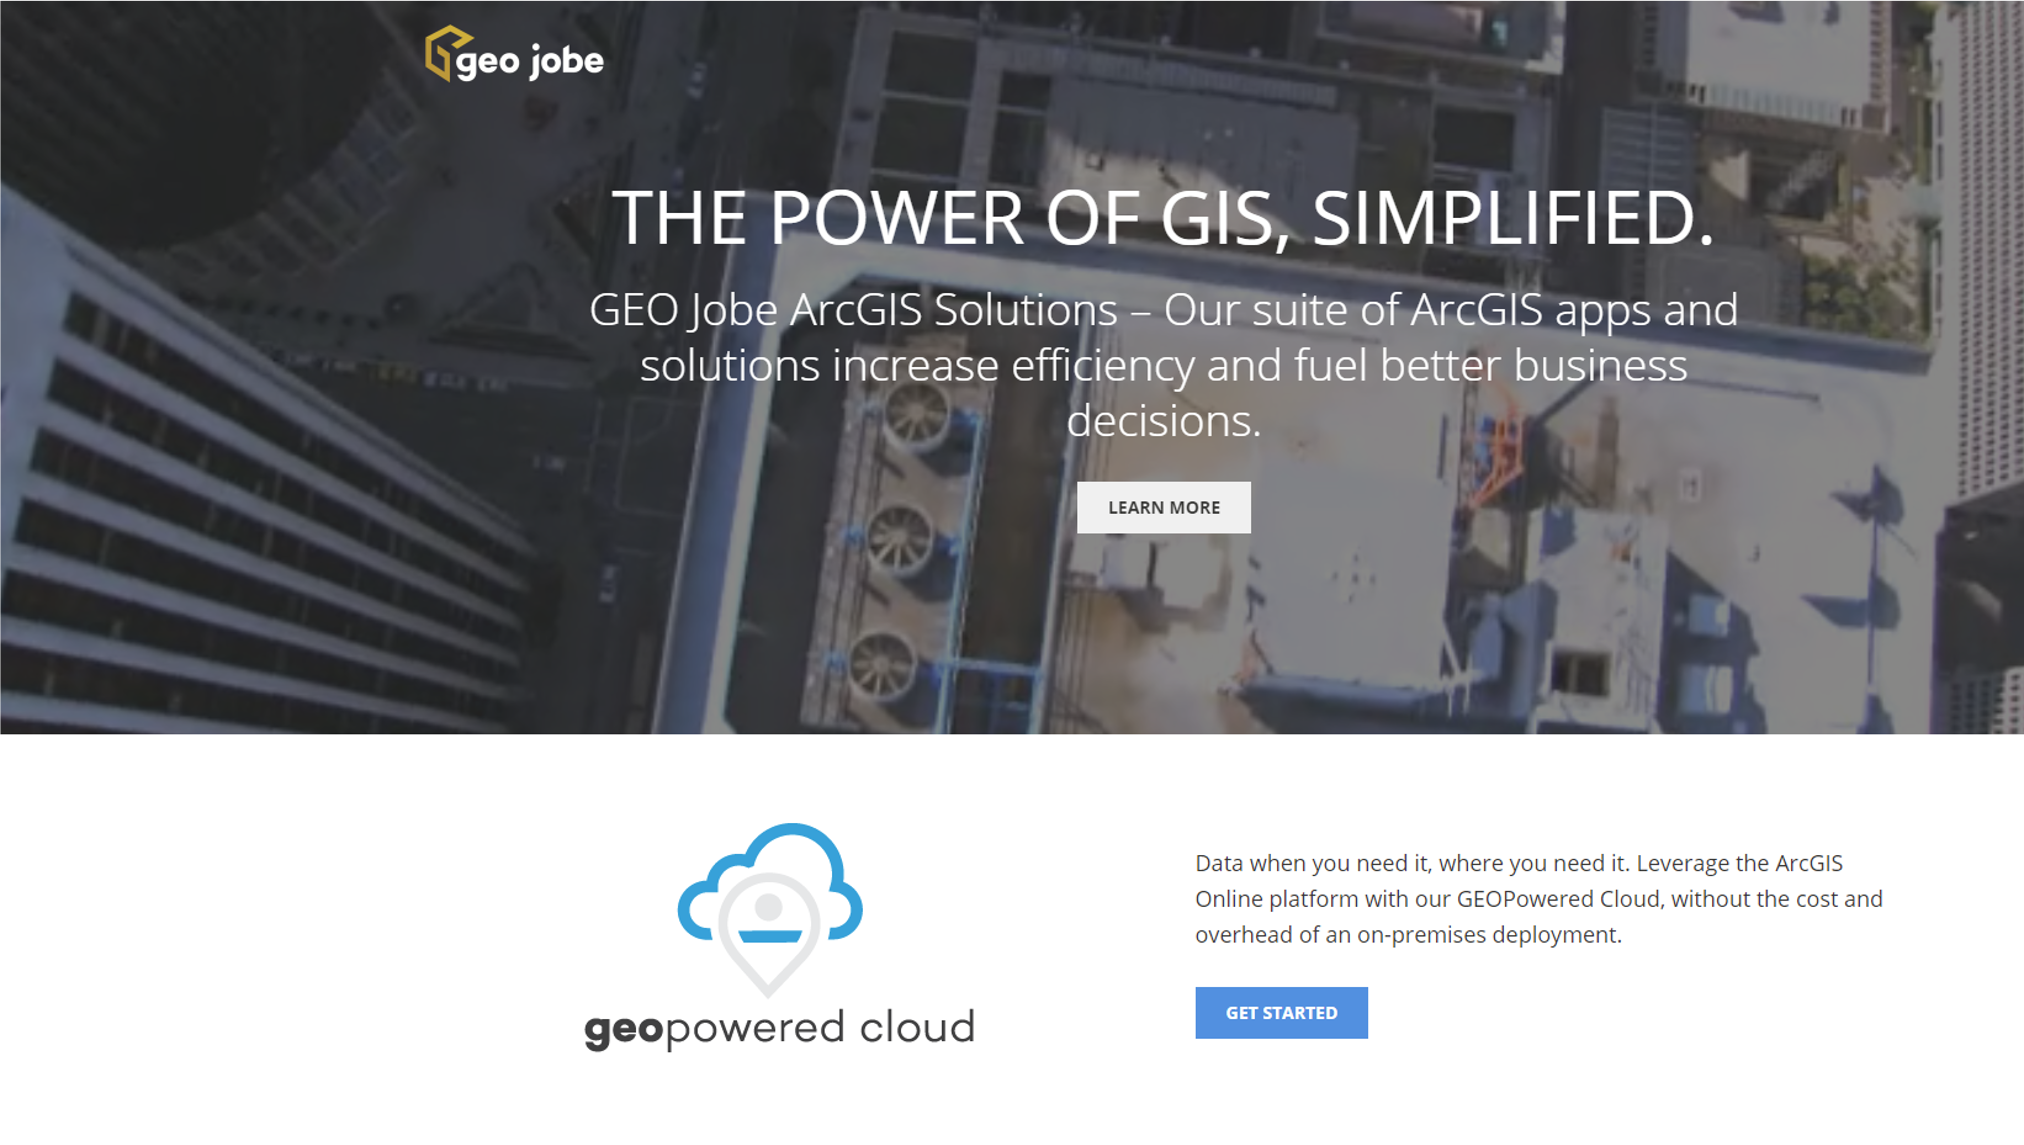 geo jobe
THE POWER OF GIS, SIMPLIFIED.
GEO Jobe ArcGIS Solutions – Our suite of ArcGIS apps and
solutions increase efficiency and fuel better business
decisions.
LEARN MORE
geopowered cloud
Data when you need it, where you need it. Leverage the ArcGIS
Online platform with our GEOPowered Cloud, without the cost and
overhead of an on-premises deployment.
GET STARTED